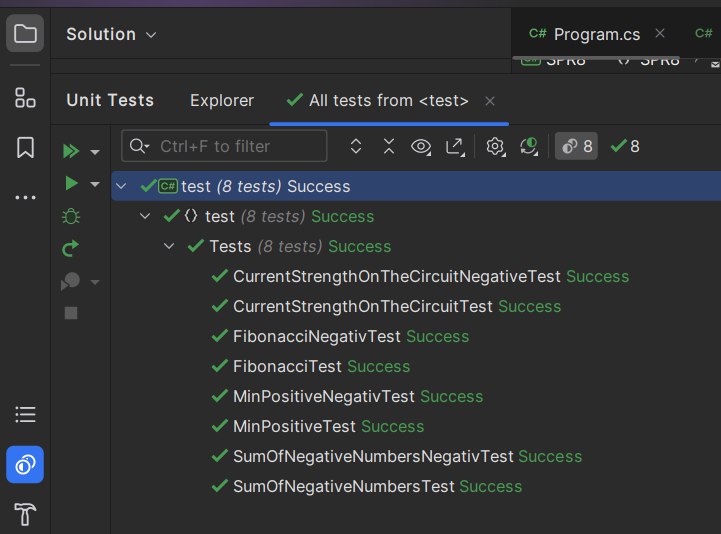 Solution
C# Program.cs
C#
C# SPR8 SPR8
Unit Tests Explorer All tests from <test>
Ctrl+F to filter 8 8
C# test (8 tests) Success
test (8 tests) Success
Tests (8 tests) Success
CurrentStrengthOnTheCircuitNegativeTest Success
CurrentStrengthOnTheCircuitTest Success
FibonacciNegativTest Success
FibonacciTest Success
MinPositiveNegativTest Success
MinPositiveTest Success
SumOfNegativeNumbersNegativTest Success
SumOfNegativeNumbersTest Success